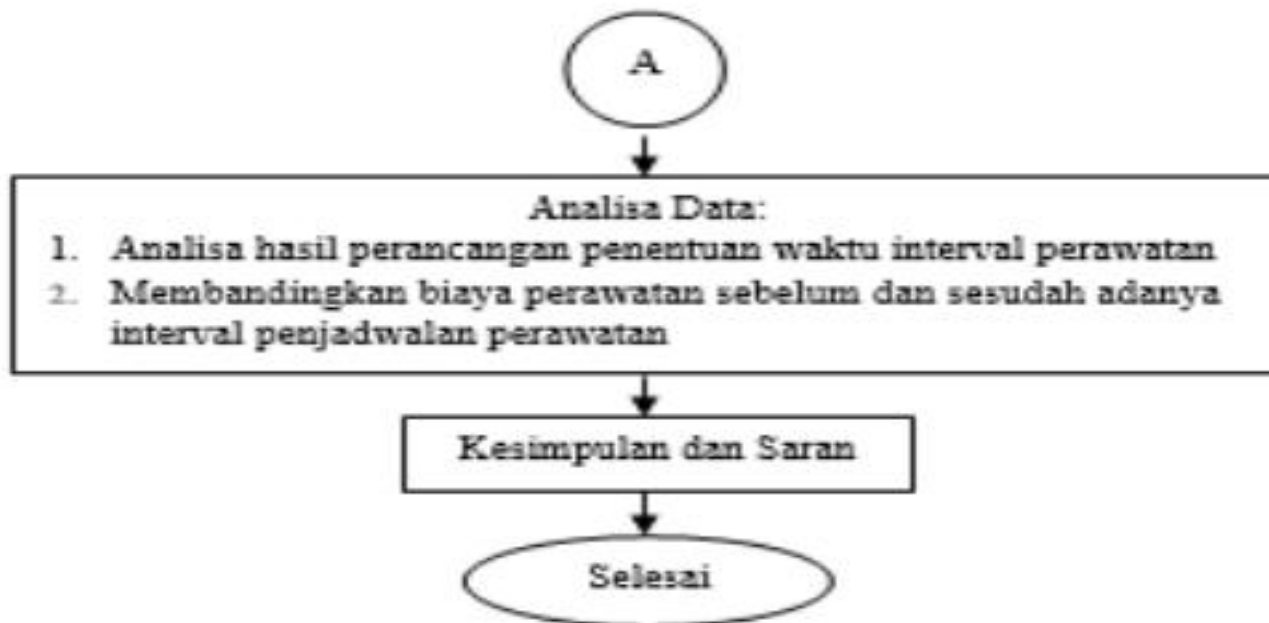 A
Analisa Data:
1. Analisa hasil perancangan penentuan waktu interval perawatan
2. Membandingkan biaya perawatan sebelum dan sesudah adanya
interval penjadwalan perawatan
Kesimpulan dan Saran
Selesai